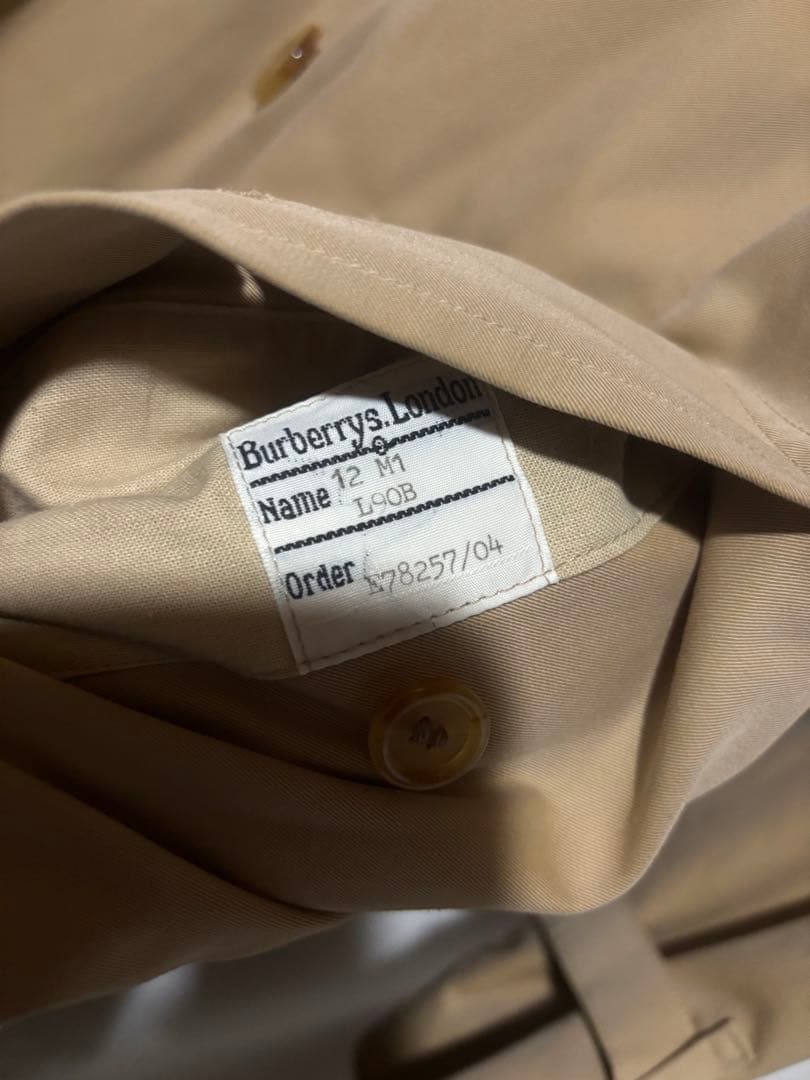 Burberrys.London
Name 12 M1
L90B
Order E78257/04